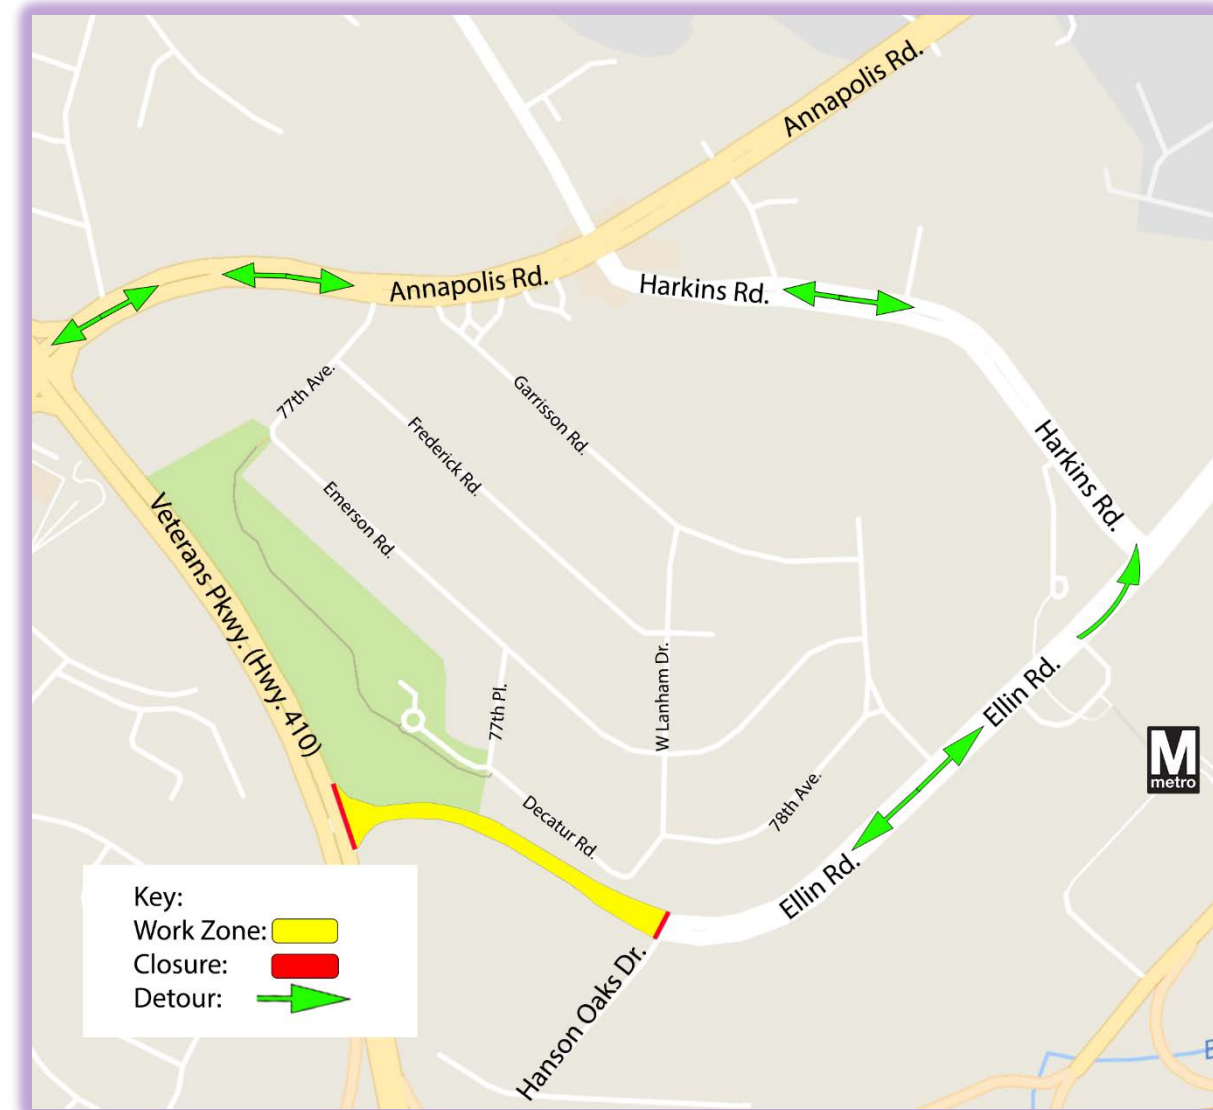 Annapolis Rd.
Annapolis Rd.
Harkins Rd.
77th Ave.
Garrisson Rd.
Frederick Rd.
Harkins Rd.
Emerson Rd.
Veterans Pkwy. (Hwy. 410)
W Lanham Dr.
77th Pl.
Ellin Rd.
M
metro
Decatur Rd.
78th Ave.
Ellin Rd.
Key:
Work Zone:
Closure:
Detour:
Hanson Oaks Dr.